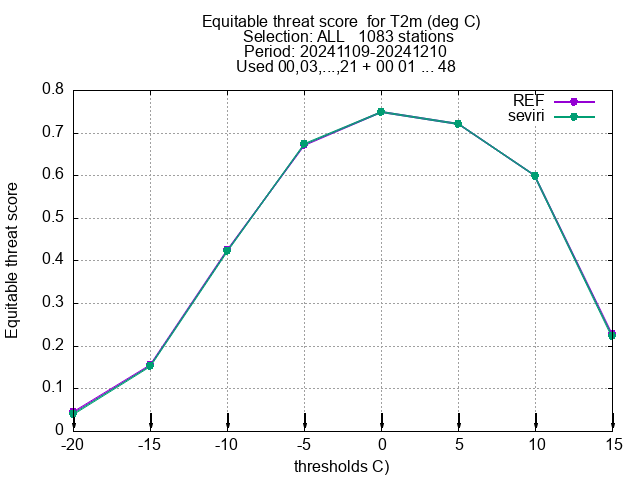 Equitable threat score  for T2m (deg C)
Selection: ALL   1083 stations
Period: 20241109-20241210
Used 00,03,...,21 + 00 01 ... 48
REF
seviri
Equitable threat score
0.8
0.7
0.6
0.5
0.4
0.3
0.2
0.1
0
-20 -15 -10 -5 0 5 10 15
thresholds C)